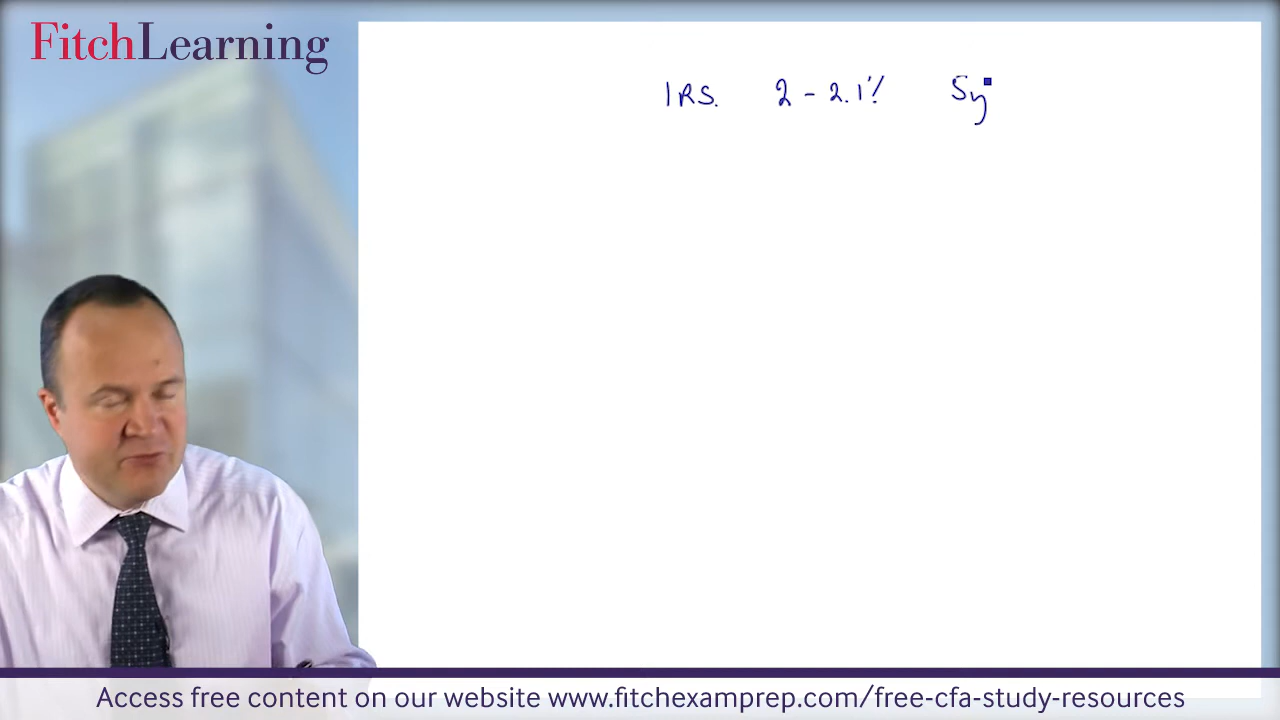 FitchLearning
IRS. 2 - 2.1% 5y
Access free content on our website www.fitchexamprep.com/free-cfa-study-resources